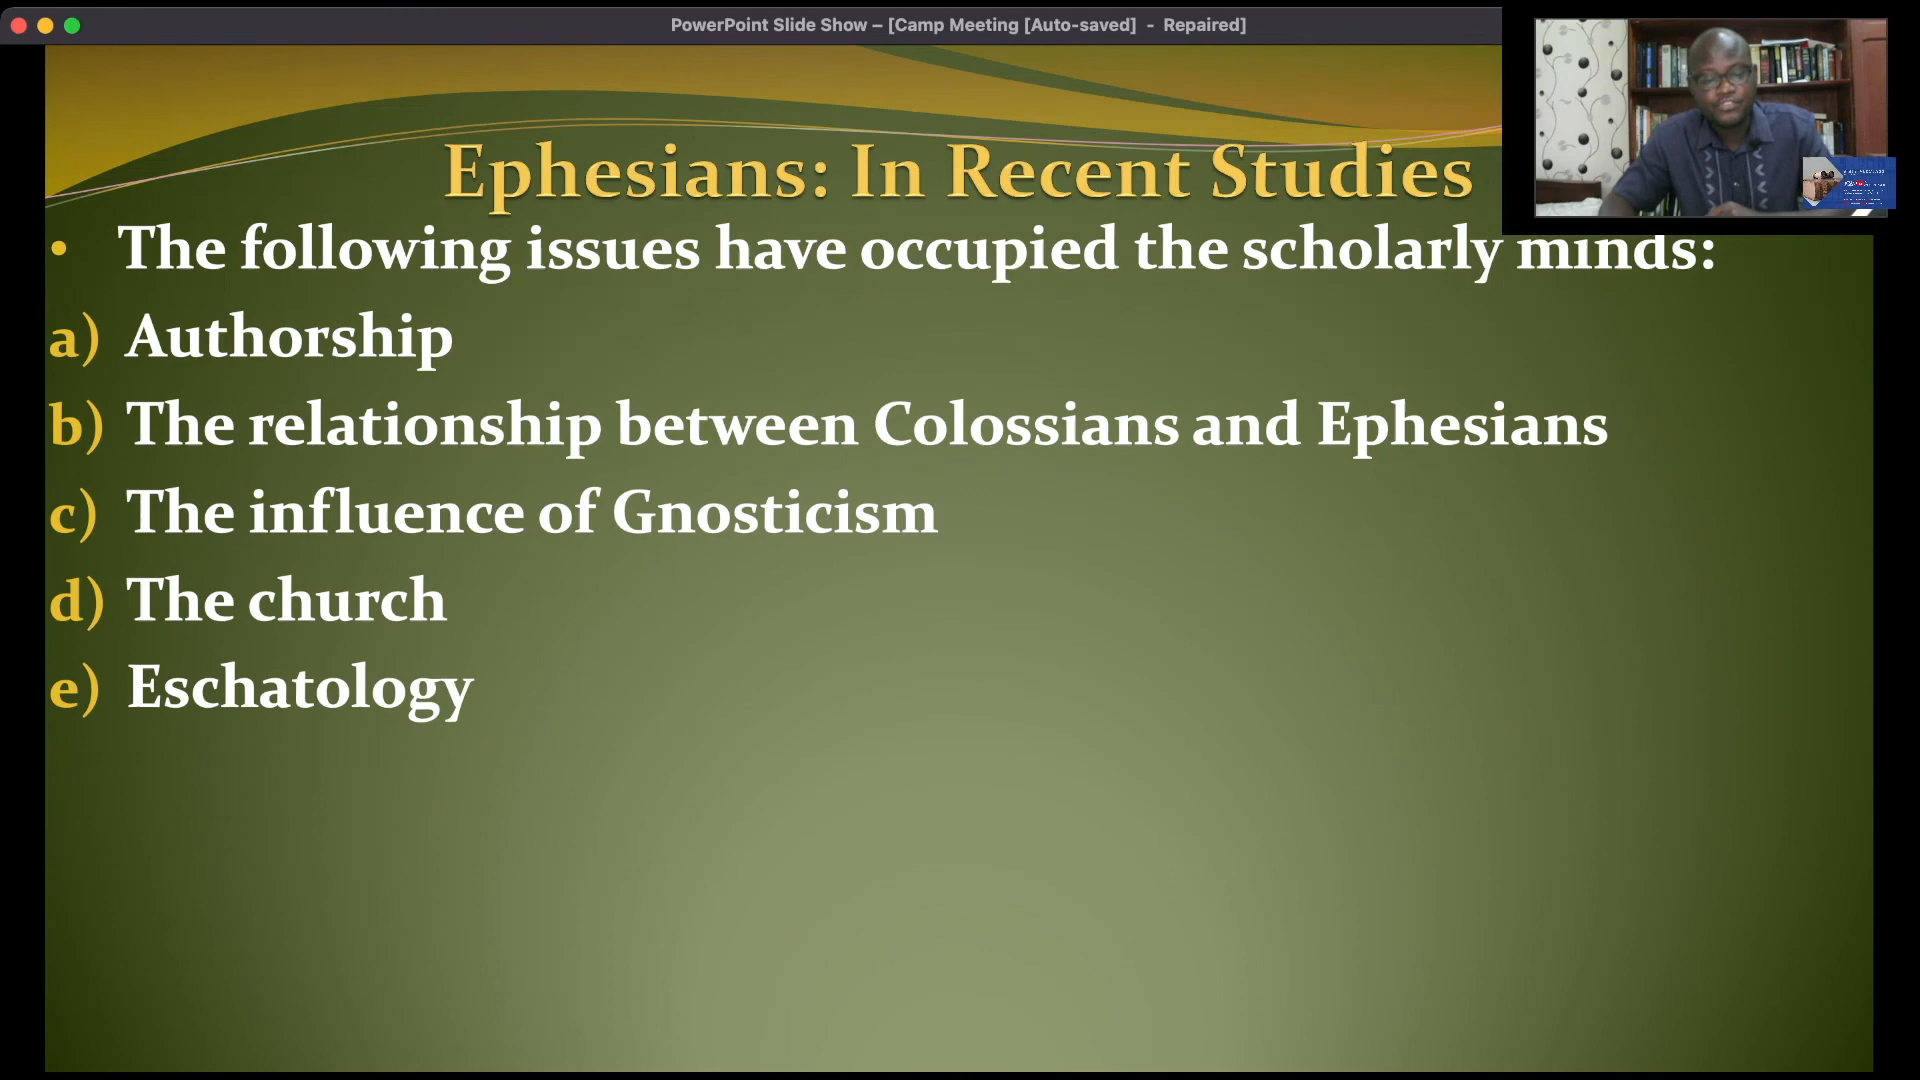 PowerPoint Slide Show – [Camp Meeting [Auto-saved]  -  Repaired]
Ephesians: In Recent Studies
• The following issues have occupied the scholarly minds:
a) Authorship
b) The relationship between Colossians and Ephesians
c) The influence of Gnosticism
d) The church
e) Eschatology